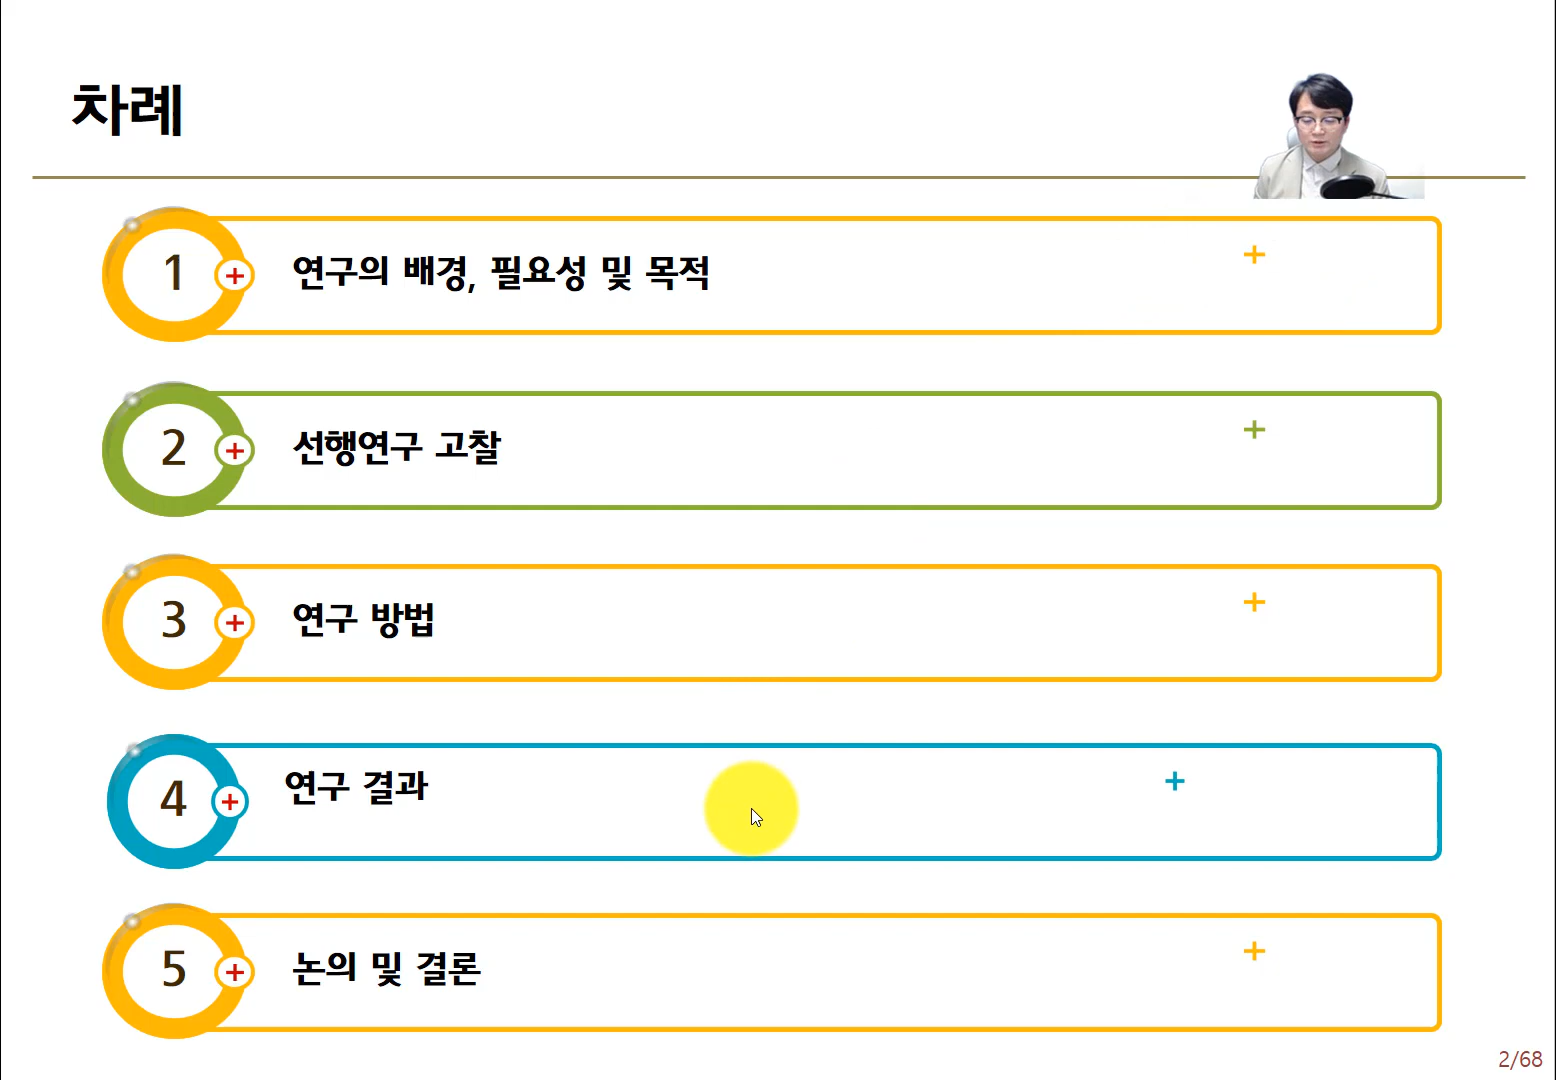 차례
1 연구의 배경, 필요성 및 목적
2 선행연구 고찰
3 연구 방법
4 연구 결과
5 논의 및 결론
2/68